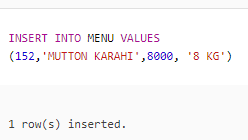 INSERT INTO MENU VALUES
(152,'MUTTON KARAHI',8000, '8 KG')
1 row(s) inserted.